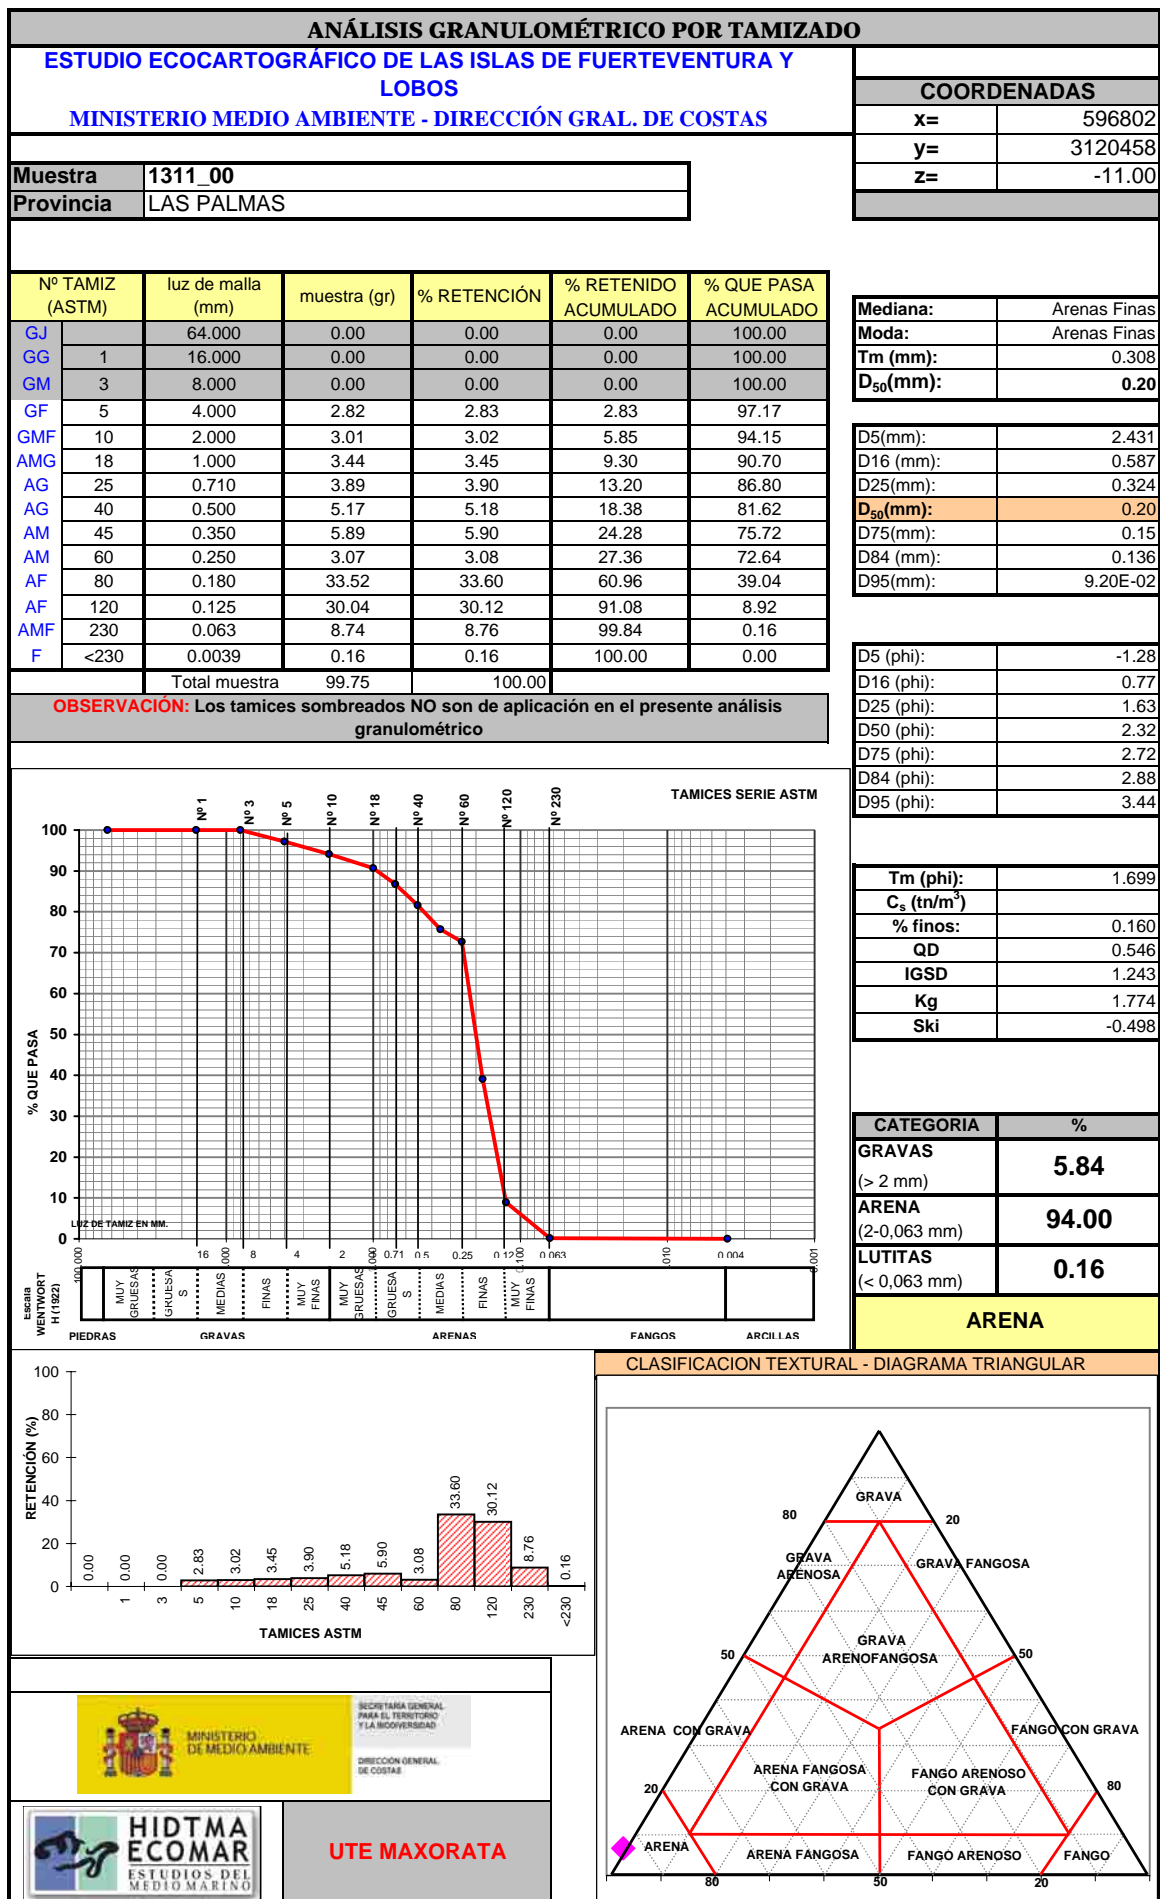 ANÁLISIS GRANULOMÉTRICO POR TAMIZADO
ESTUDIO ECOCARTOGRÁFICO DE LAS ISLAS DE FUERTEVENTURA Y
LOBOS
MINISTERIO MEDIO AMBIENTE - DIRECCIÓN GRAL. DE COSTAS
COORDENADAS
x= 596802
y= 3120458
z= -11.00
Muestra 1311_00
Provincia LAS PALMAS
Nº TAMIZ (ASTM) luz de malla (mm) muestra (gr) % RETENCIÓN % RETENIDO ACUMULADO % QUE PASA ACUMULADO
GJ 64.000 0.00 0.00 0.00 100.00
GG 1 16.000 0.00 0.00 0.00 100.00
GM 3 8.000 0.00 0.00 0.00 100.00
GF 5 4.000 2.82 2.83 2.83 97.17
GMF 10 2.000 3.01 3.02 5.85 94.15
AMG 18 1.000 3.44 3.45 9.30 90.70
AG 25 0.710 3.89 3.90 13.20 86.80
AG 40 0.500 5.17 5.18 18.38 81.62
AM 45 0.350 5.89 5.90 24.28 75.72
AM 60 0.250 3.07 3.08 27.36 72.64
AF 80 0.180 33.52 33.60 60.96 39.04
AF 120 0.125 30.04 30.12 91.08 8.92
AMF 230 0.063 8.74 8.76 99.84 0.16
F <230 0.0039 0.16 0.16 100.00 0.00
Total muestra 99.75 100.00
OBSERVACIÓN: Los tamices sombreados NO son de aplicación en el presente análisis
granulométrico
Mediana: Arenas Finas
Moda: Arenas Finas
Tm (mm): 0.308
D50(mm): 0.20
D5(mm): 2.431
D16 (mm): 0.587
D25(mm): 0.324
D50(mm): 0.20
D75(mm): 0.15
D84 (mm): 0.136
D95(mm): 9.20E-02
D5 (phi): -1.28
D16 (phi): 0.77
D25 (phi): 1.63
D50 (phi): 2.32
D75 (phi): 2.72
D84 (phi): 2.88
D95 (phi): 3.44
Tm (phi): 1.699
Cs (tn/m3)
% finos: 0.160
QD 0.546
IGSD 1.243
Kg 1.774
Ski -0.498
CATEGORIA %
GRAVAS
(> 2 mm) 5.84
ARENA
(2-0,063 mm) 94.00
LUTITAS
(< 0,063 mm) 0.16
ARENA
TAMICES SERIE ASTM
Nº 1 Nº 3 Nº 5 Nº 10 Nº 18 Nº 40 Nº 60 Nº 120 Nº 230
% QUE PASA
100
90
80
70
60
50
40
30
20
10
0
LUZ DE TAMIZ EN MM.
100.000 16 8 4 2 0.71 0.5 0.25 0.12 0.100 0.063 0.004
Escala
WENTWORT
H (1922)
MUY GRUESAS
GRUESA S
MEDIAS
FINAS
MUY FINAS
MUY GRUESAS
GRUESA S
MEDIAS
FINAS
MUY FINAS
PIEDRAS GRAVAS ARENAS FANGOS ARCILLAS
RETENCIÓN (%)
100
80
60
40
20
0
0.00 0.00 0.00 2.83 3.02 3.45 3.90 5.18 5.90 3.08 33.60 30.12 8.76 0.16
1 3 5 10 18 25 40 45 60 80 120 230 <230
TAMICES ASTM
CLASIFICACION TEXTURAL - DIAGRAMA TRIANGULAR
GRAVA
80 20
GRAVA
ARENOSA
GRAVA FANGOSA
GRAVA
ARENOFANGOSA
50 50
ARENA CON GRAVA
FANGO CON GRAVA
ARENA FANGOSA
CON GRAVA
FANGO ARENOSO
CON GRAVA
20 80
ARENA
ARENA FANGOSA
FANGO ARENOSO
FANGO
80 50 20
MINISTERIO
DE MEDIO AMBIENTE
SECRETARÍA GENERAL
PARA EL TERRITORIO
Y LA BIODIVERSIDAD
DIRECCIÓN GENERAL
DE COSTAS
HIDTMA
ECOMAR
ESTUDIOS DEL
MEDIO MARINO
UTE MAXORATA